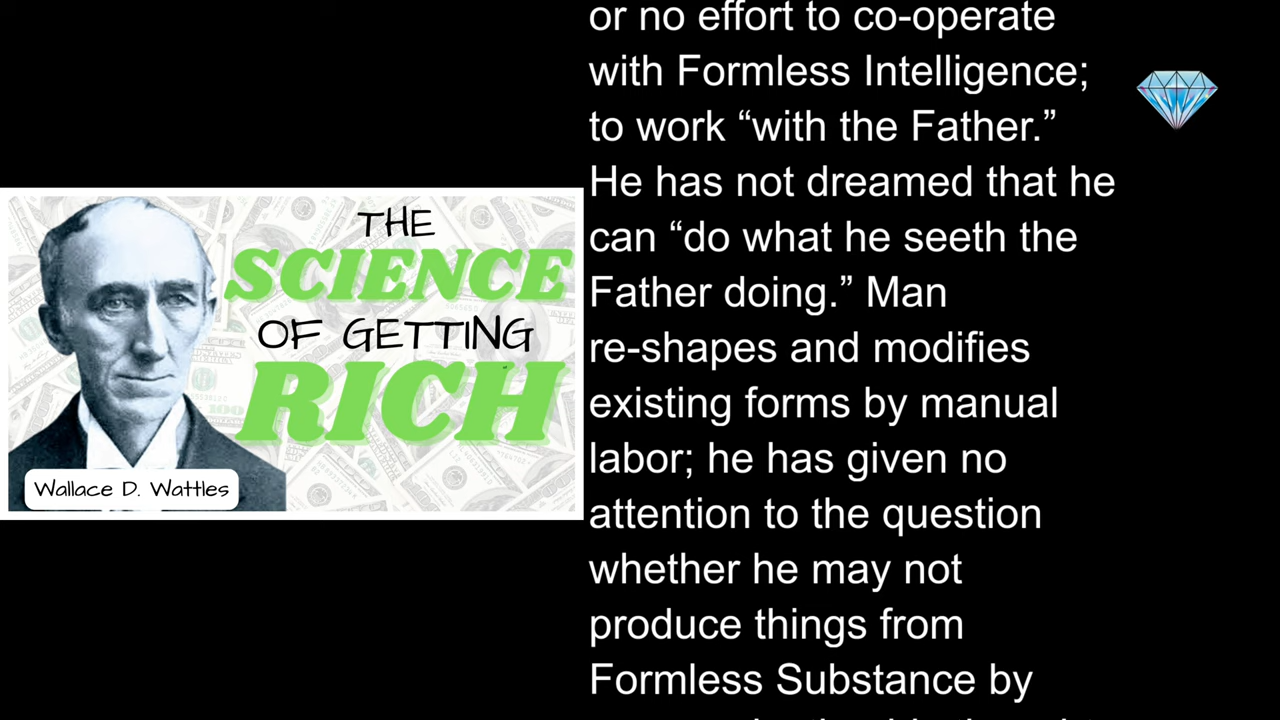 THE
SCIENCE
OF GETTING
RICH
Wallace D. Wattles
or no effort to co-operate
with Formless Intelligence;
to work “with the Father.”
He has not dreamed that he
can “do what he seeth the
Father doing.” Man
re-shapes and modifies
existing forms by manual
labor; he has given no
attention to the question
whether he may not
produce things from
Formless Substance by